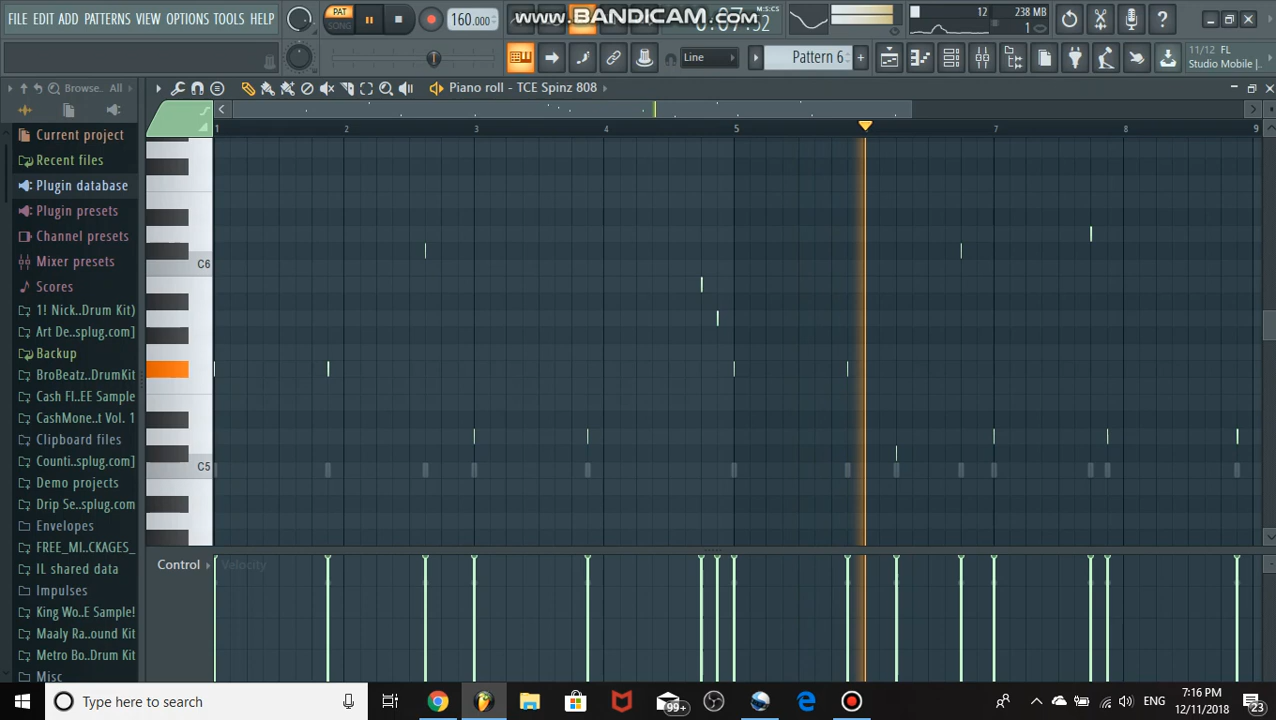 FILE EDIT ADD PATTERNS VIEW OPTIONS TOOLS HELP
PAT
SONG
160.000
www.BANDICAM.com
0:07:52
M:S:CS
12
238 MB
1
Line
Pattern 6
11/12 FL
Studio Mobile |
Browse.. All
Piano roll - TCE Spinz 808
1 2 3 4 5 7 8 9
Current project
Recent files
Plugin database
Plugin presets
Channel presets
Mixer presets
Scores
1! Nick..Drum Kit)
Art De..splug.com]
Backup
BroBeatz..DrumKit
Cash Fl..EE Sample
CashMone..t Vol. 1
Clipboard files
Counti..splug.com]
Demo projects
Drip Se..splug.com
Envelopes
FREE_MI..CKAGES_
IL shared data
Impulses
King Wo..E Sample!
Maaly Ra..ound Kit
Metro Bo..Drum Kit
Misc
C6
C5
Control
Velocity
Type here to search
99+
ENG
7:16 PM
12/11/2018
23